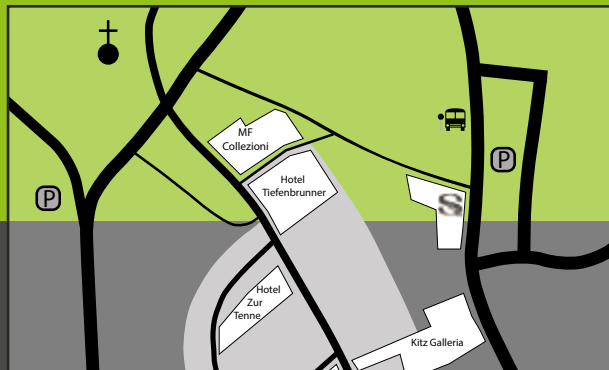 MF
Collezioni
P
Hotel
Tiefenbrunner
P
S
Hotel
Zur
Tenne
Kitz Galleria